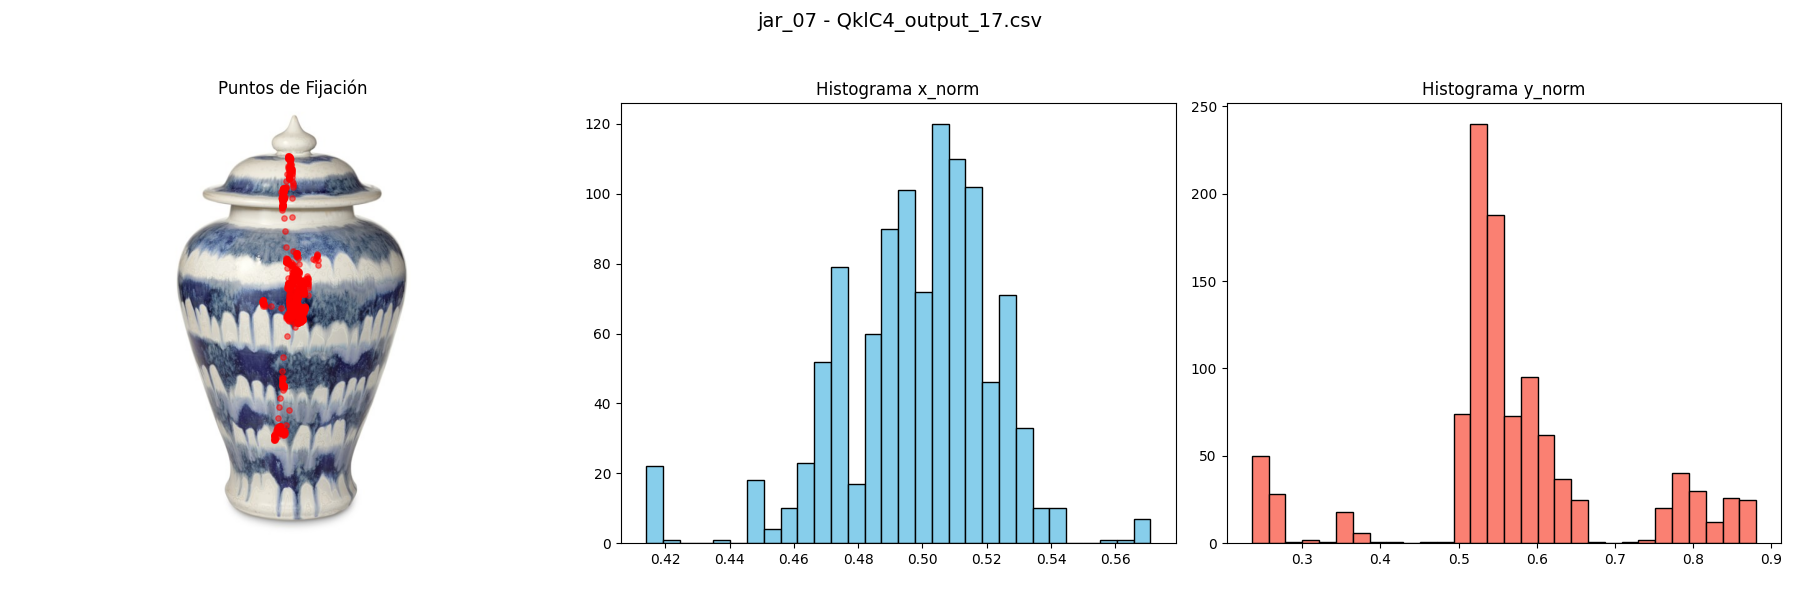 jar_07 - QklC4_output_17.csv
Puntos de Fijación
Histograma x_norm
120
100
80
60
40
20
0
0.42 0.44 0.46 0.48 0.50 0.52 0.54 0.56
Histograma y_norm
250
200
150
100
50
0
0.3 0.4 0.5 0.6 0.7 0.8 0.9